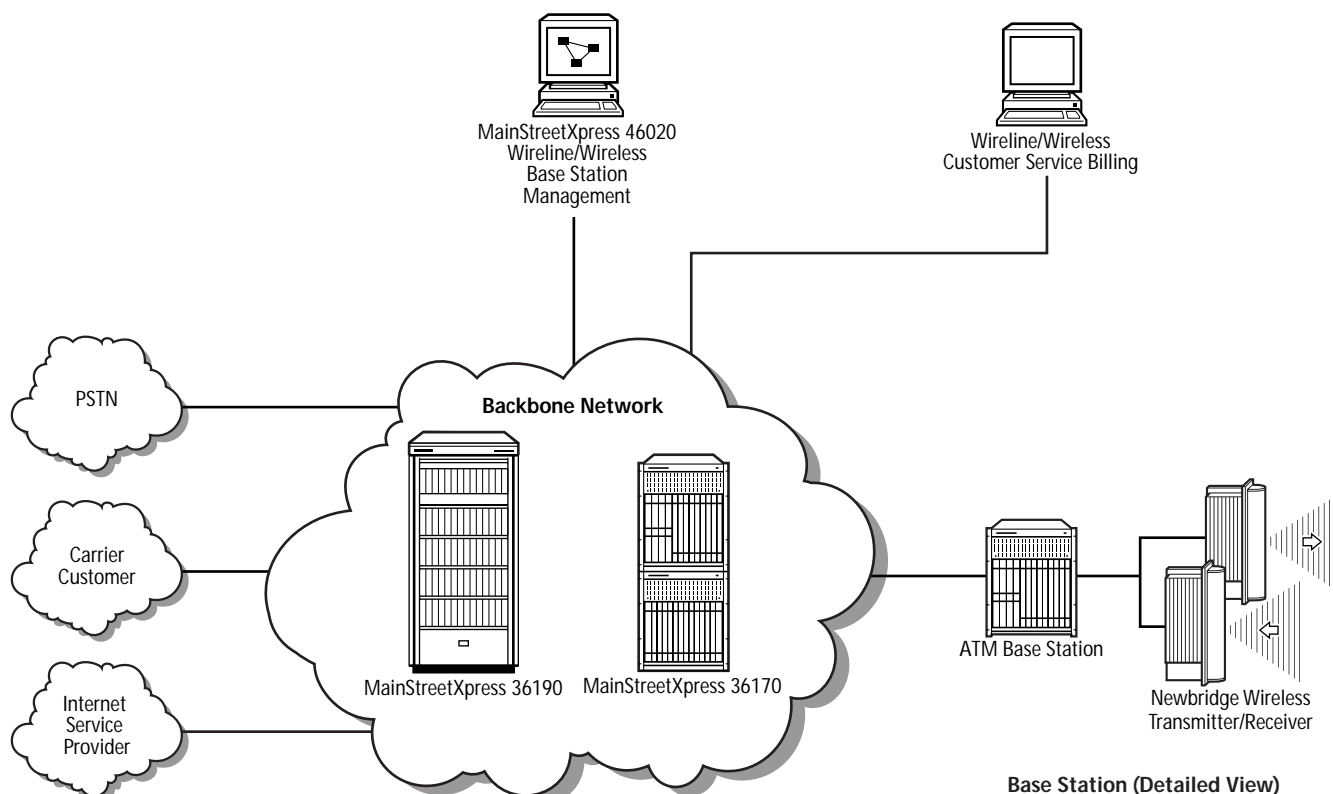 MainStreetXpress 46020
Wireline/Wireless
Base Station
Management
Wireline/Wireless
Customer Service Billing
PSTN
Backbone Network
Carrier
Customer
MainStreetXpress 36190
MainStreetXpress 36170
ATM Base Station
Internet
Service
Provider
Newbridge Wireless
Transmitter/Receiver
Base Station (Detailed View)